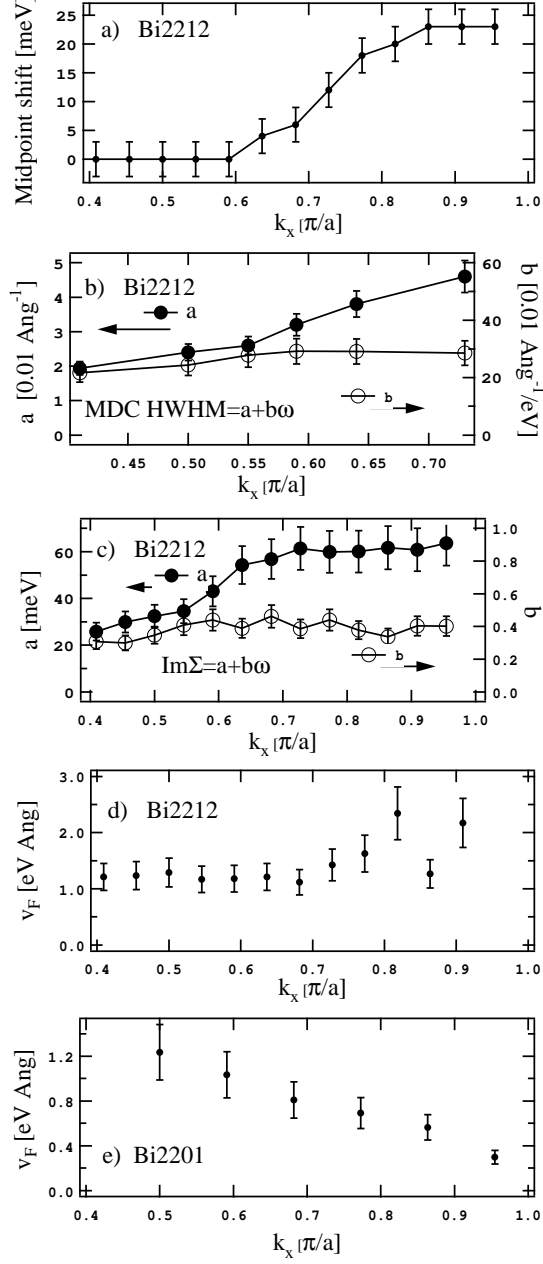 a) Bi2212
Midpoint shift [meV]
25
20
15
10
5
0
0.4 0.5 0.6 0.7 0.8 0.9 1.0
k_x [π/a]
b) Bi2212
a
a [0.01 Ang^-1]
5
4
3
2
1
0
b [0.01 Ang^-1/eV]
60
40
20
0
b
MDC HWHM=a+bω
0.45 0.50 0.55 0.60 0.65 0.70
k_x [π/a]
c) Bi2212
a
a [meV]
60
40
20
0
b
1.0
0.8
0.6
0.4
0.2
0.0
b
ImΣ=a+bω
0.4 0.5 0.6 0.7 0.8 0.9 1.0
k_x [π/a]
d) Bi2212
v_F [eV Ang]
3.0
2.0
1.0
0.0
0.4 0.5 0.6 0.7 0.8 0.9 1.0
k_x [π/a]
v_F [eV Ang]
1.2
0.8
0.4
0.0
e) Bi2201
0.4 0.5 0.6 0.7 0.8 0.9 1.0
k_x [π/a]